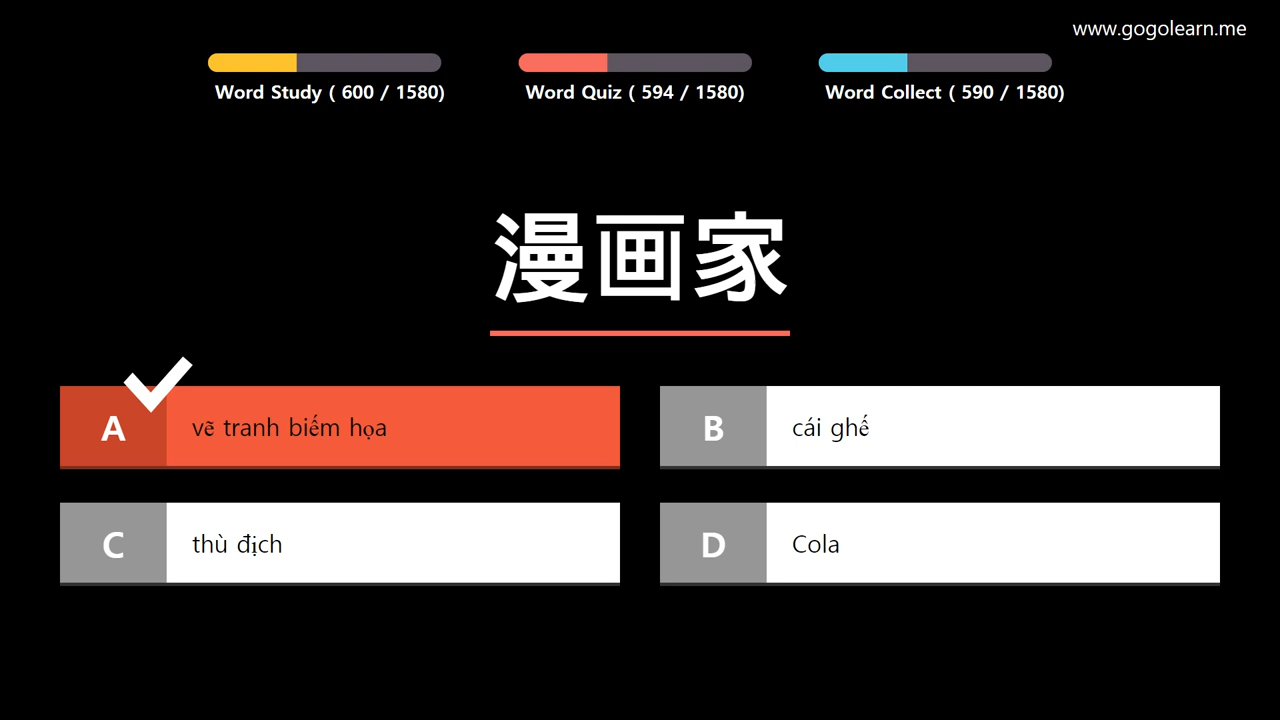 www.gogolearn.me
Word Study ( 600 / 1580)
Word Quiz ( 594 / 1580)
Word Collect ( 590 / 1580)
漫画家
A
vẽ tranh biếm họa
B
cái ghế
C
thù địch
D
Cola